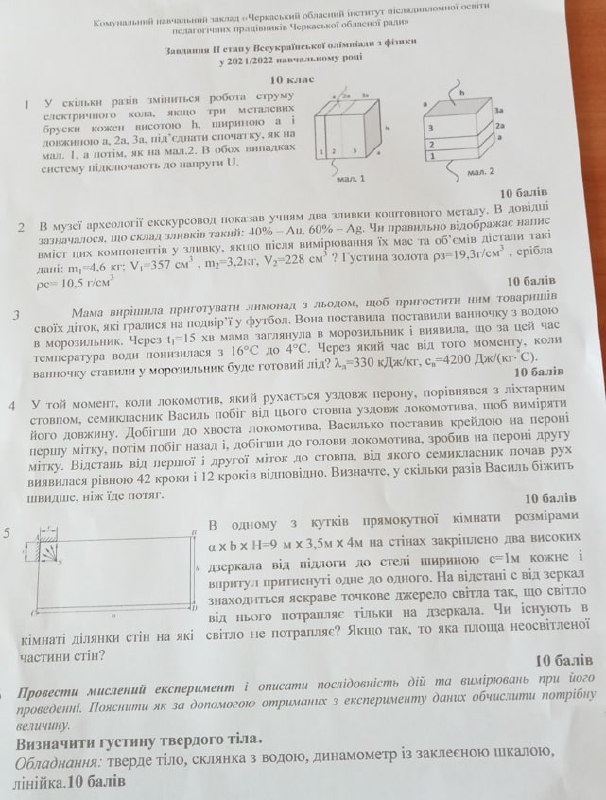 Комунальний навчальний заклад «Черкаський обласний інститут післядипломної освіти
педагогічних працівників Черкаської обласної ради»
Завдання ІІ етапу Всеукраїнської олімпіади з фізики
у 2021/2022 навчальному році
10 клас
1 У скільки разів зміниться робота струму
електричного кола, якщо три металевих
бруски кожен висотою h, шириною a і
довжиною a, 2a, 3a, під’єднати спочатку, як на
мал. 1, а потім, як на мал.2. В обох випадках
систему підключають до напруги U.
a 2a 3a
1 2 3
a
h
мал. 1
h
a
3a
2a
a
3
2
1
мал. 2
10 балів
2 В музеї археології екскурсовод показав учням два зливки коштовного металу. В довідці
зазначалося, що склад зливків такий: 40% – Au, 60% – Ag. Чи правильно відображає напис
вміст цих компонентів у зливку, якщо після вимірювання їх мас та об’ємів дістали такі
дані: m₁=4,6 кг; V₁=357 см³ , m₂=3,2кг, V₂=228 см³ ? Густина золота ρз=19,3г/см³ , срібла
ρс= 10,5 г/см³
10 балів
3 Мама вирішила приготувати лимонад з льодом, щоб пригостити ним товаришів
своїх діток, які гралися на подвір’ї у футбол. Вона поставила поставили ванночку з водою
в морозильник. Через t₁=15 хв мама заглянула в морозильник і виявила, що за цей час
температура води понизилася з 16°С до 4°С. Через який час від того моменту, коли
ванночку ставили у морозильник буде готовий лід? λл=330 кДж/кг, св=4200 Дж/(кг·°С).
10 балів
4 У той момент, коли локомотив, який рухається уздовж перону, порівнявся з ліхтарним
стовпом, семикласник Василь побіг від цього стовпа уздовж локомотива, щоб виміряти
його довжину. Добігши до хвоста локомотива, Василько поставив крейдою на пероні
першу мітку, потім побіг назад і, добігши до голови локомотива, зробив на пероні другу
мітку. Відстань від першої і другої міток до стовпа, від якого семикласник почав рух
виявилася рівною 42 кроки і 12 кроків відповідно. Визначте, у скільки разів Василь біжить
швидше, ніж їде потяг.
10 балів
5 В одному з кутків прямокутної кімнати розмірами
a x b x H=9 м x 3,5м x 4м на стінах закріплено два високих
дзеркала від підлоги до стелі шириною с=1м кожне і
впритул притиснуті одне до одного. На відстані с від зеркал
знаходиться яскраве точкове джерело світла так, що світло
від нього потрапляє тільки на дзеркала. Чи існують в
кімнаті ділянки стін на які світло не потрапляє? Якщо так, то яка площа неосвітленої
частини стін?
A
c
c
S
B
b
C
a
D
10 балів
Провести мислений експеримент і описати послідовність дій та вимірювань при його
проведенні. Пояснити як за допомогою отриманих з експерименту даних обчислити потрібну
величину.
Визначити густину твердого тіла.
Обладнання: тверде тіло, склянка з водою, динамометр із заклеєною шкалою,
лінійка.10 балів